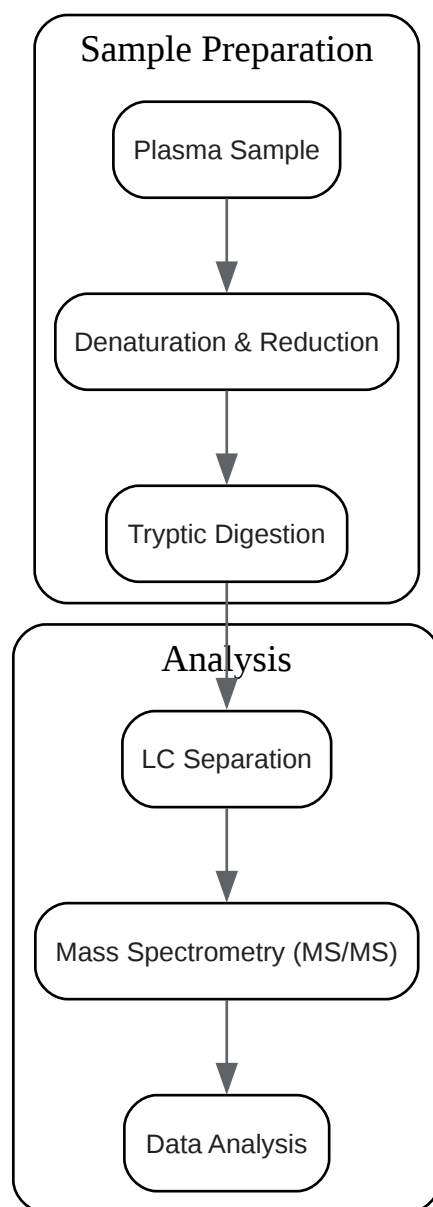 Sample Preparation
Plasma Sample
Denaturation & Reduction
Tryptic Digestion
Analysis
LC Separation
Mass Spectrometry (MS/MS)
Data Analysis